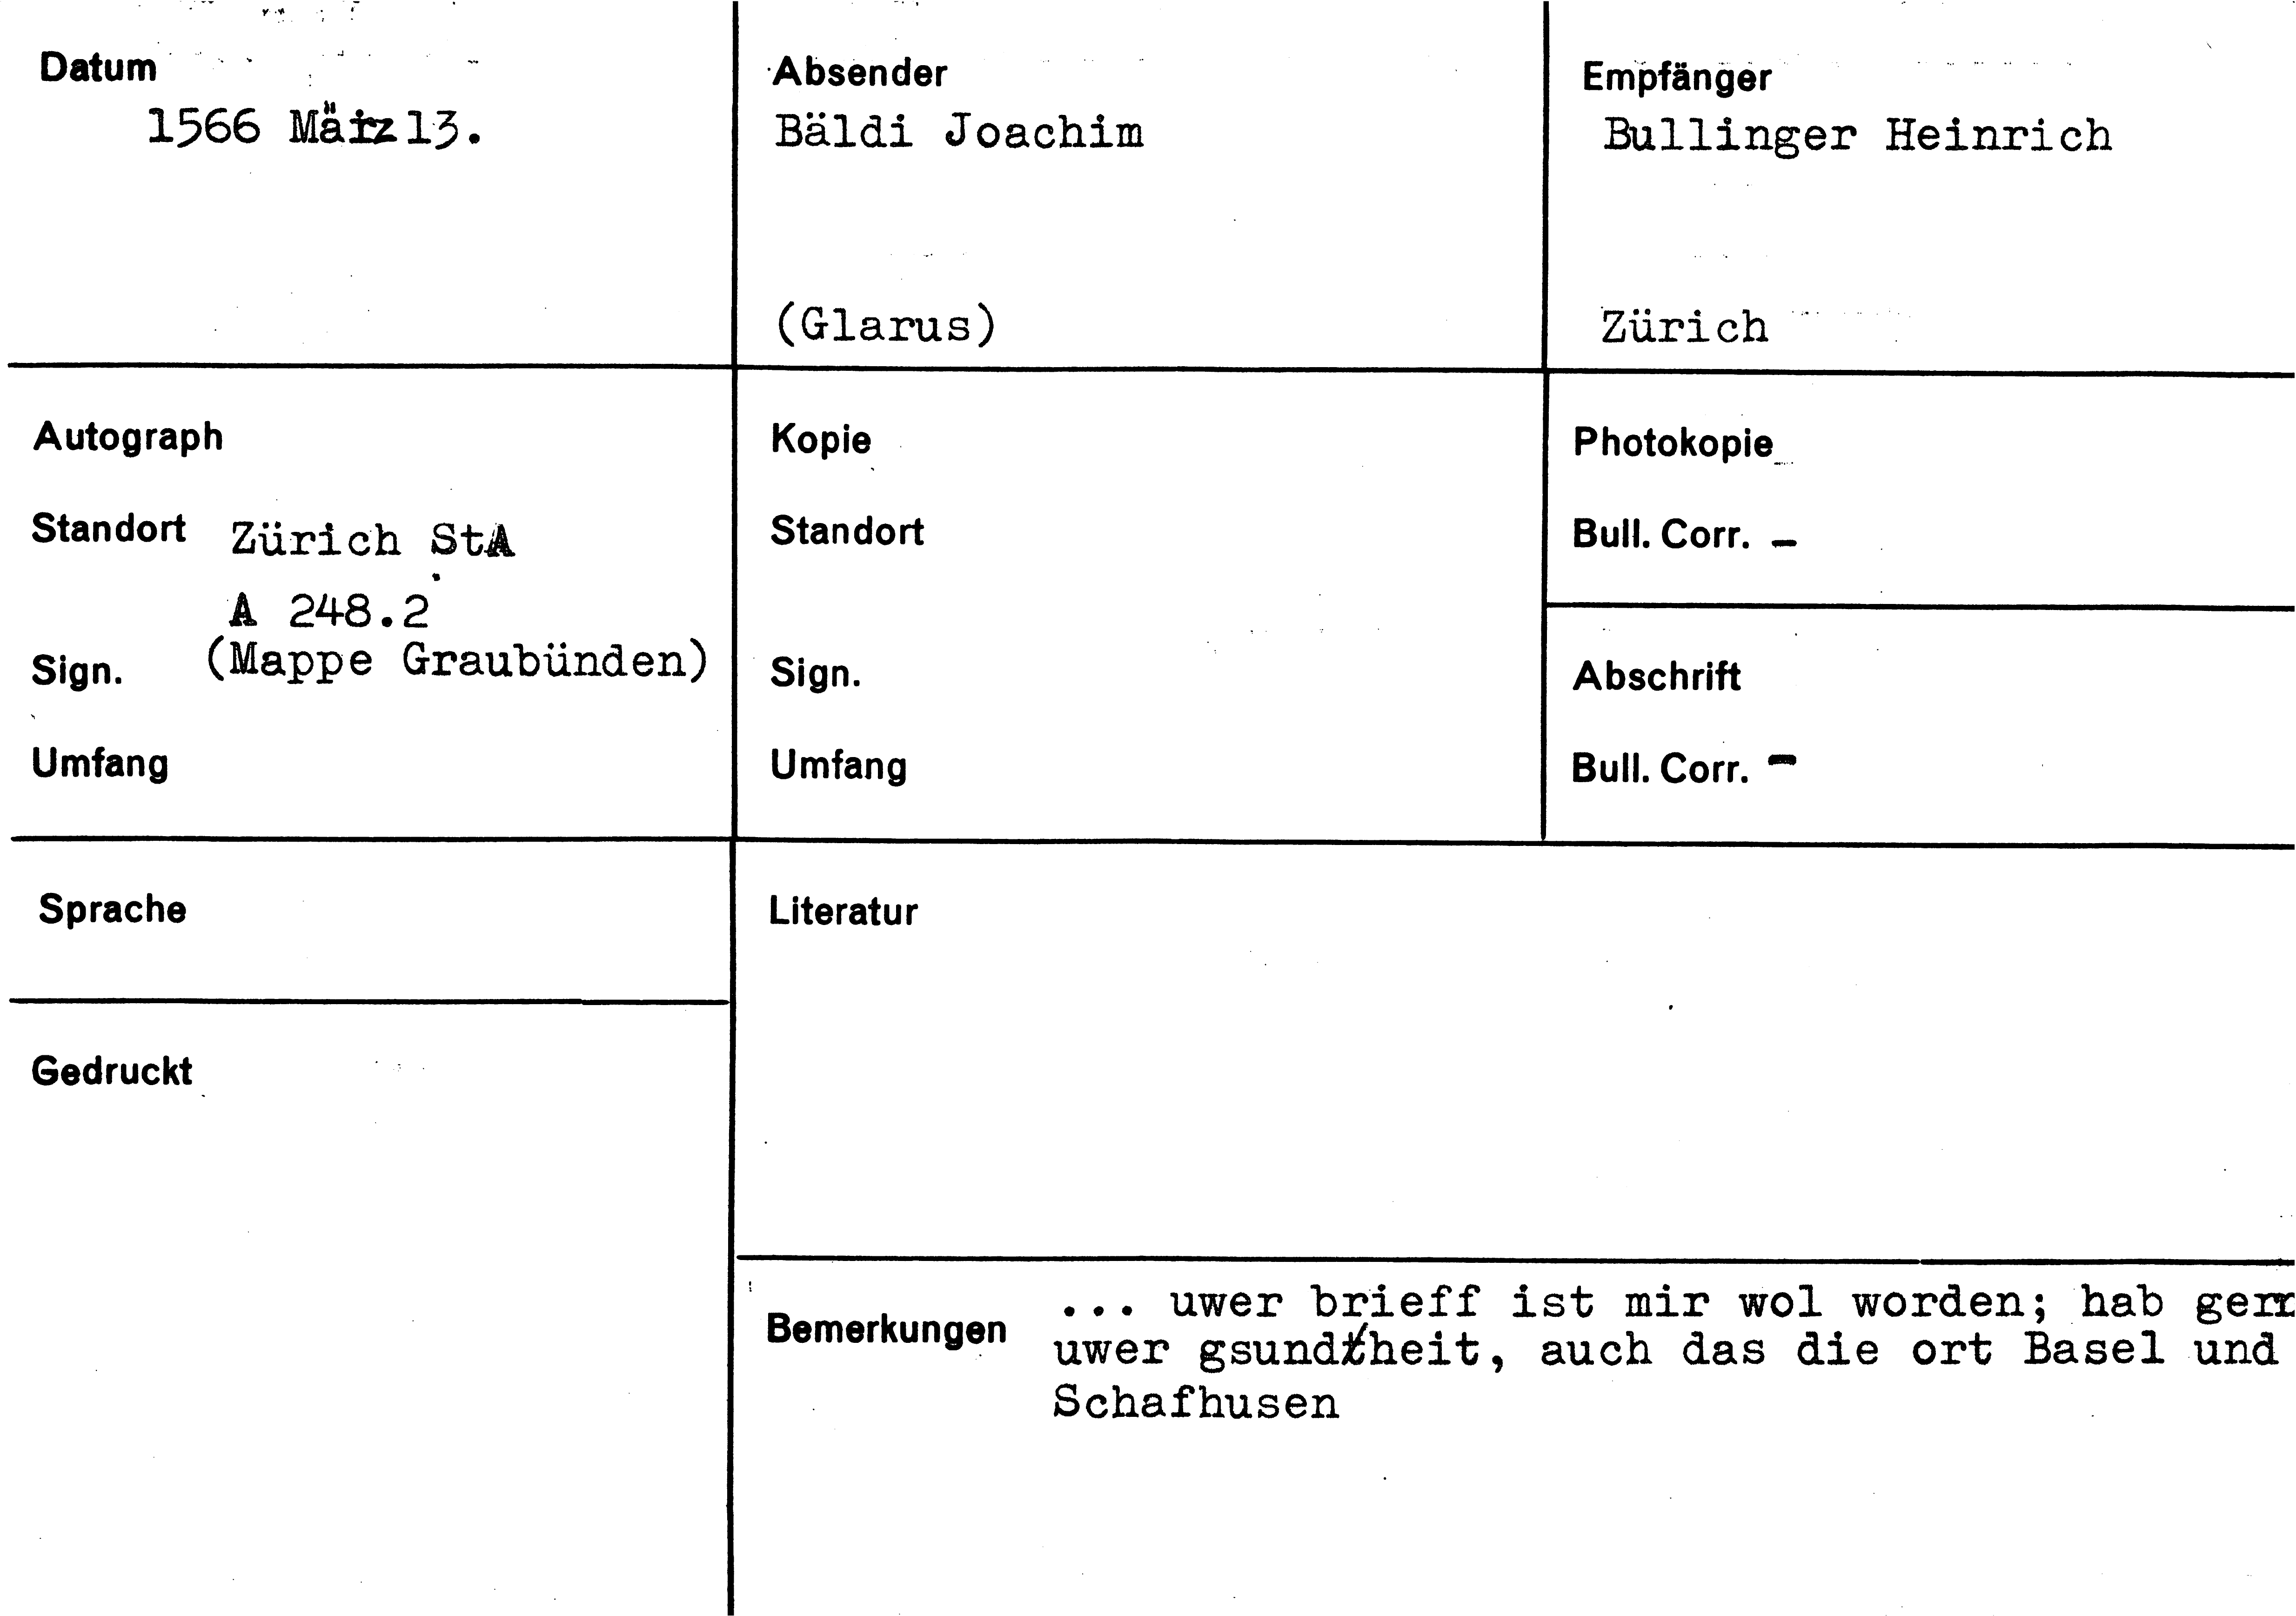 Datum
1566 März 13.
Absender
Bäldi Joachim
(Glarus)
Empfänger
Bullinger Heinrich
Zürich
Autograph
Standort Zürich StA
A 248.2
Sign. (Mappe Graubünden)
Umfang
Kopie
Standort
Sign.
Umfang
Photokopie
Bull. Corr. -
Abschrift
Bull. Corr. -
Sprache
Gedruckt
Literatur
Bemerkungen ... uwer brieff ist mir wol worden; hab
uwer gsundheit, auch das die ort Basel und
Schafhusen